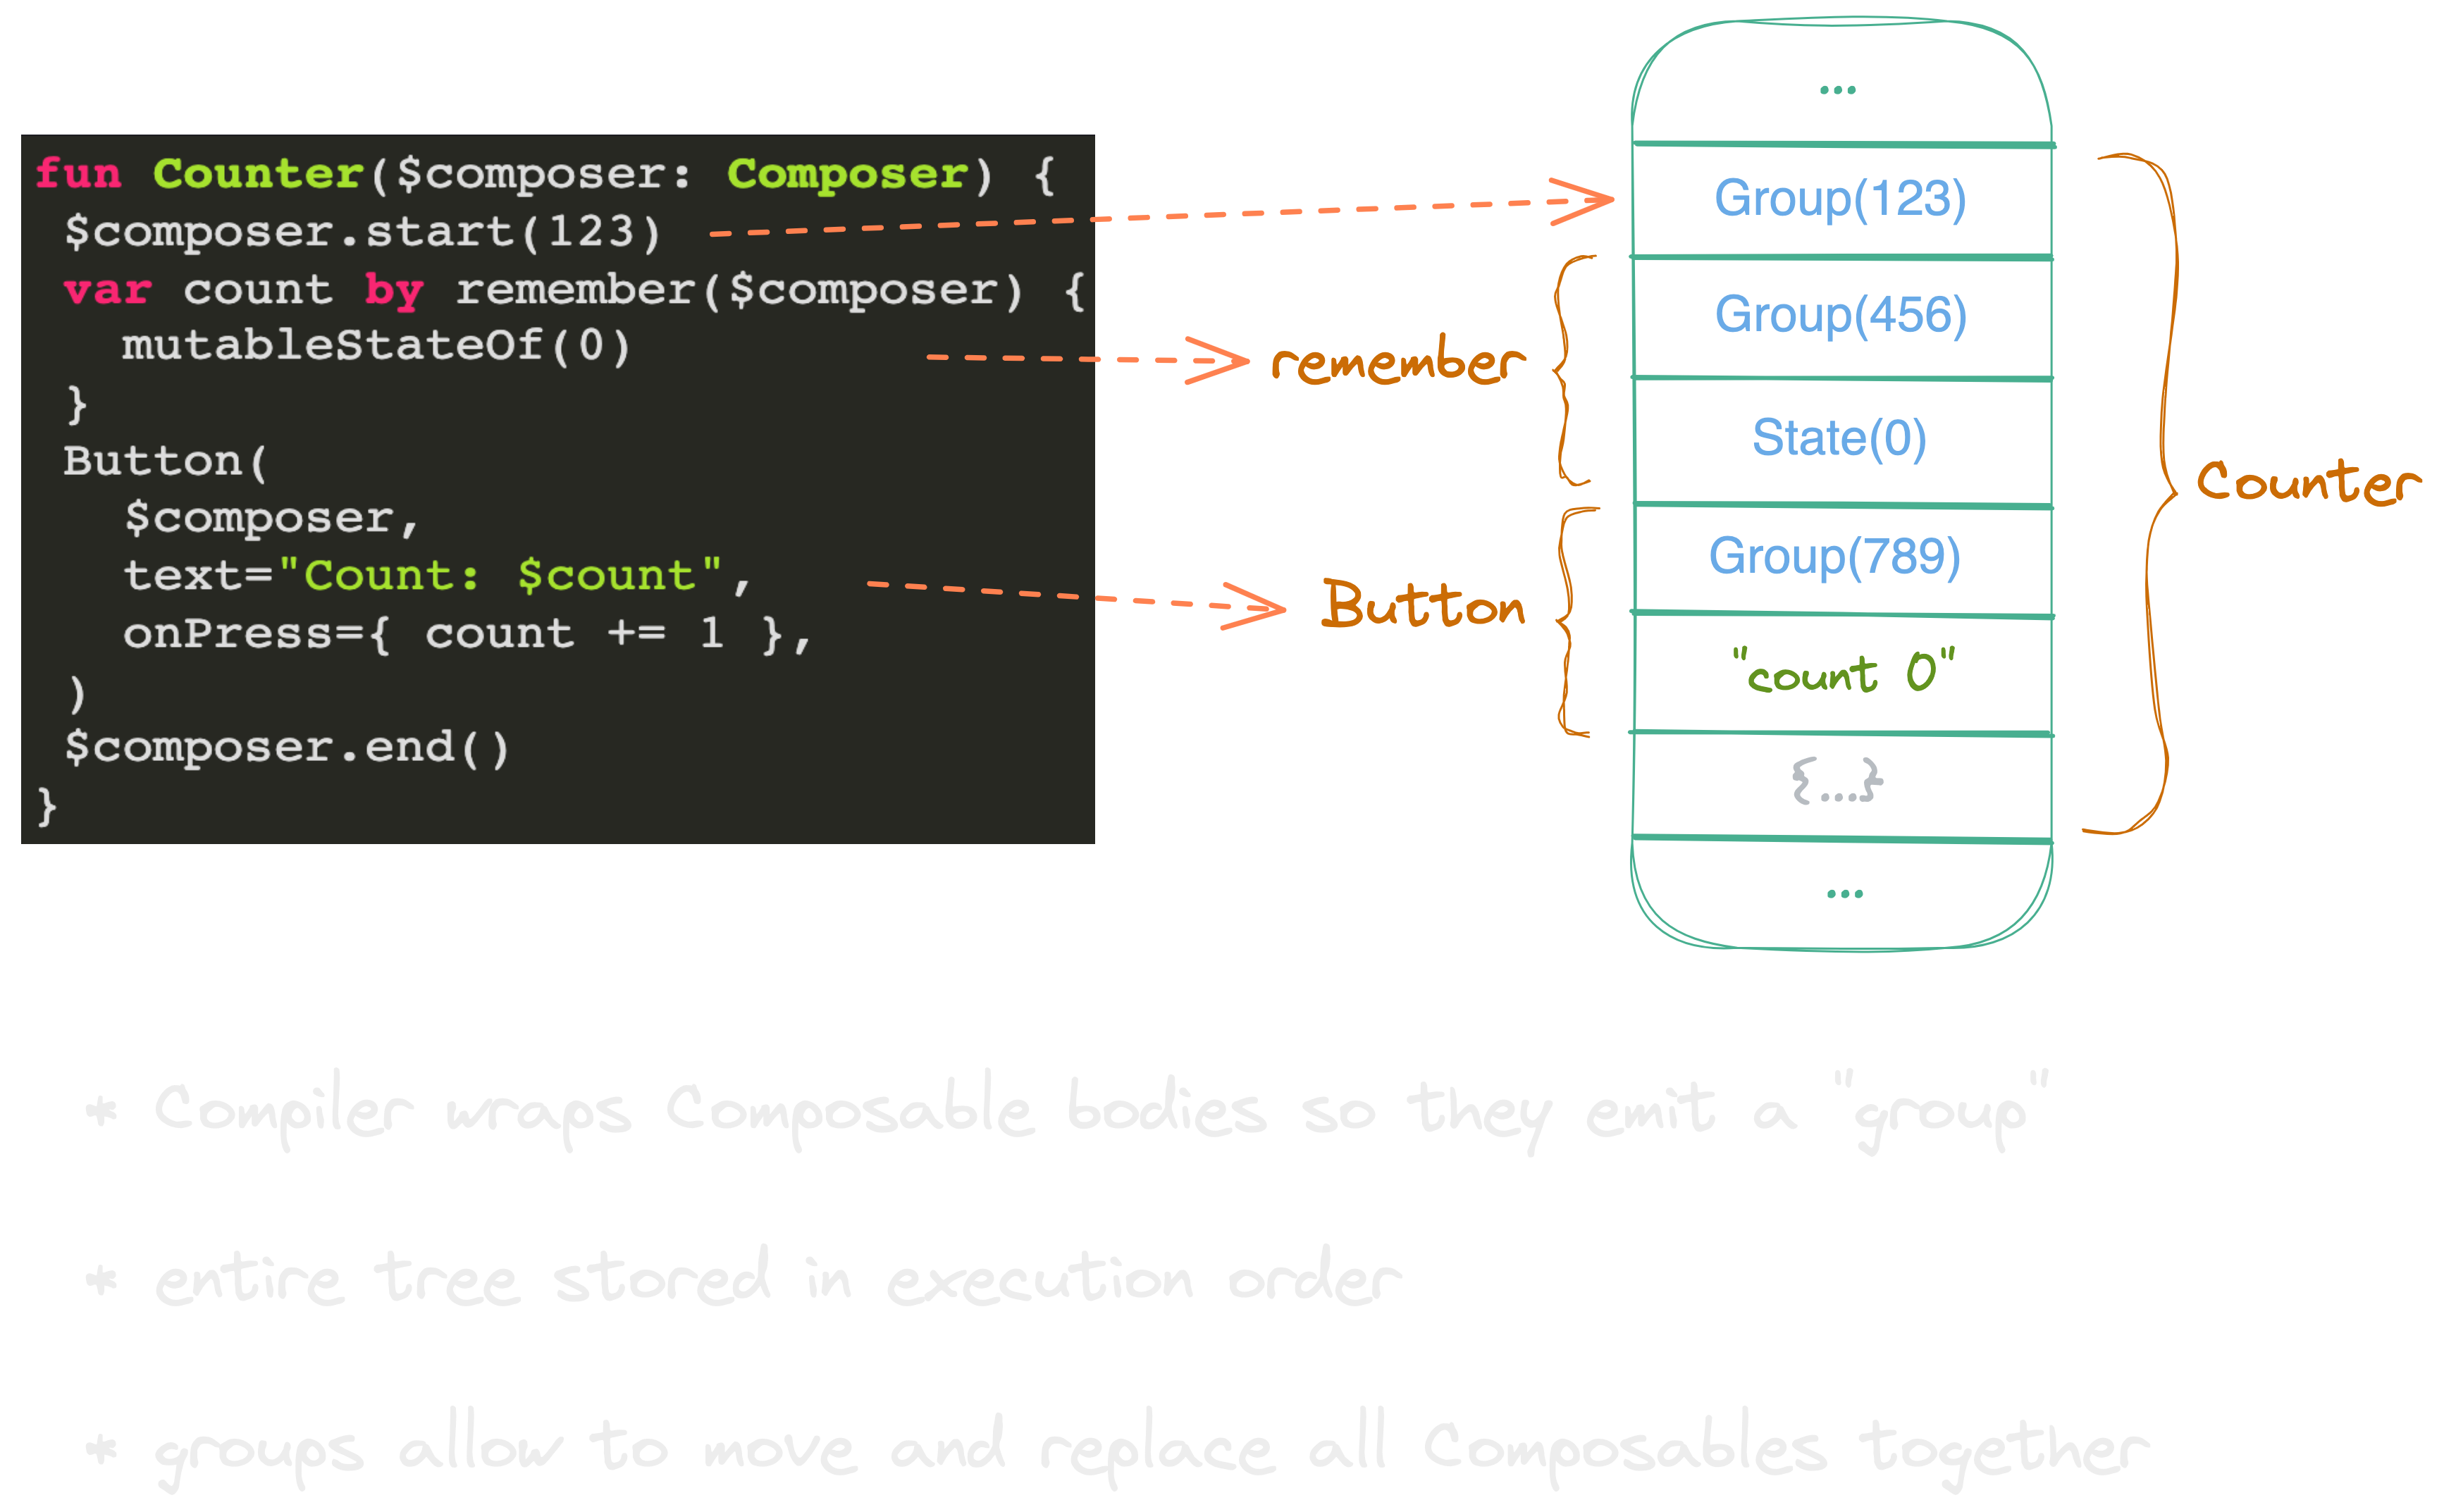 fun Counter($composer: Composer) {
$composer.start(123)
var count by remember($composer) {
mutableStateOf(0)
}
Button(
$composer,
text="Count: $count",
onPress={ count += 1 },
)
$composer.end()
}
remember
Button
...
Group(123)
Group(456)
State(0)
Group(789)
"count 0"
{...}
...
Counter
* Compiler wraps Composable bodies so they emit a "group"
* entire tree stored in execution order
* groups allow to move and replace all Composables together